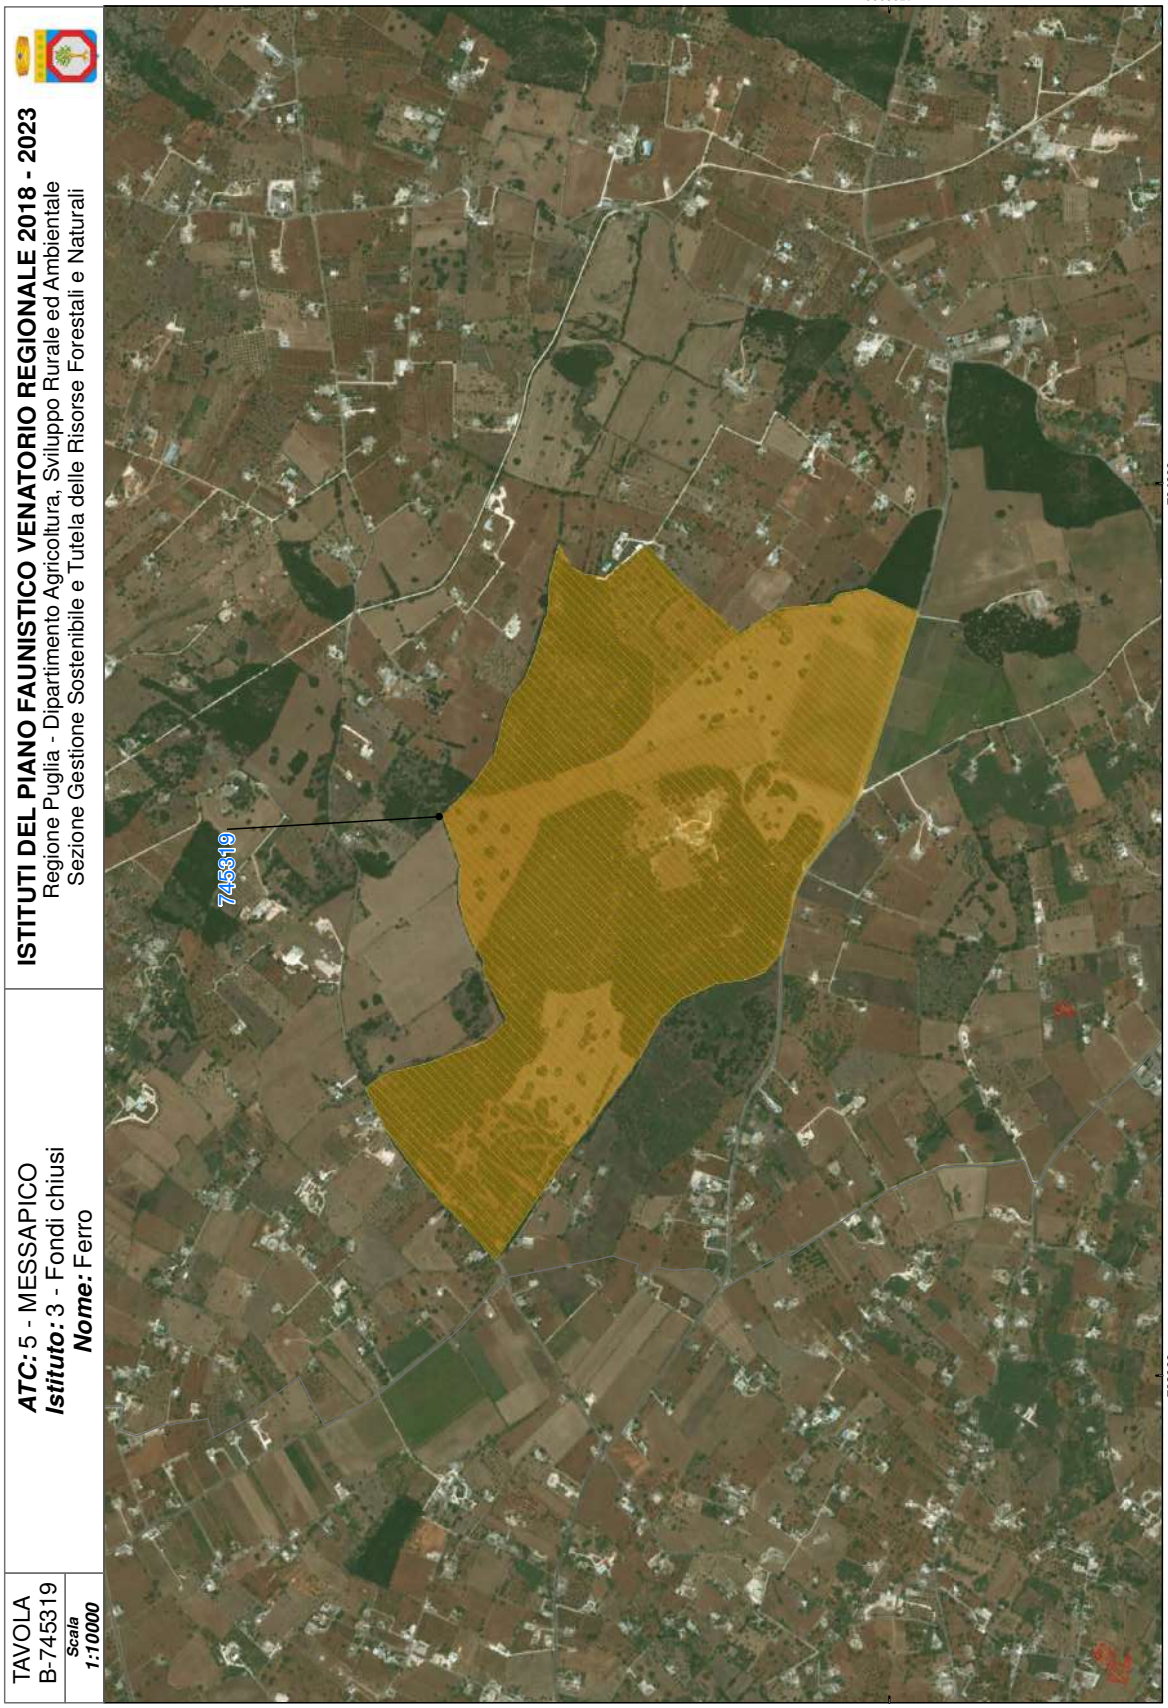 TAVOLA
B-745319
Scala
1:10000
ATC: 5 - MESSAPICO
Istituto: 3 - Fondi chiusi
Nome: Ferro
ISTITUTI DEL PIANO FAUNISTICO VENATORIO REGIONALE 2018 - 2023
Regione Puglia - Dipartimento Agricoltura, Sviluppo Rurale ed Ambientale
Sezione Gestione Sostenibile e Tutela delle Risorse Forestali e Naturali
745319